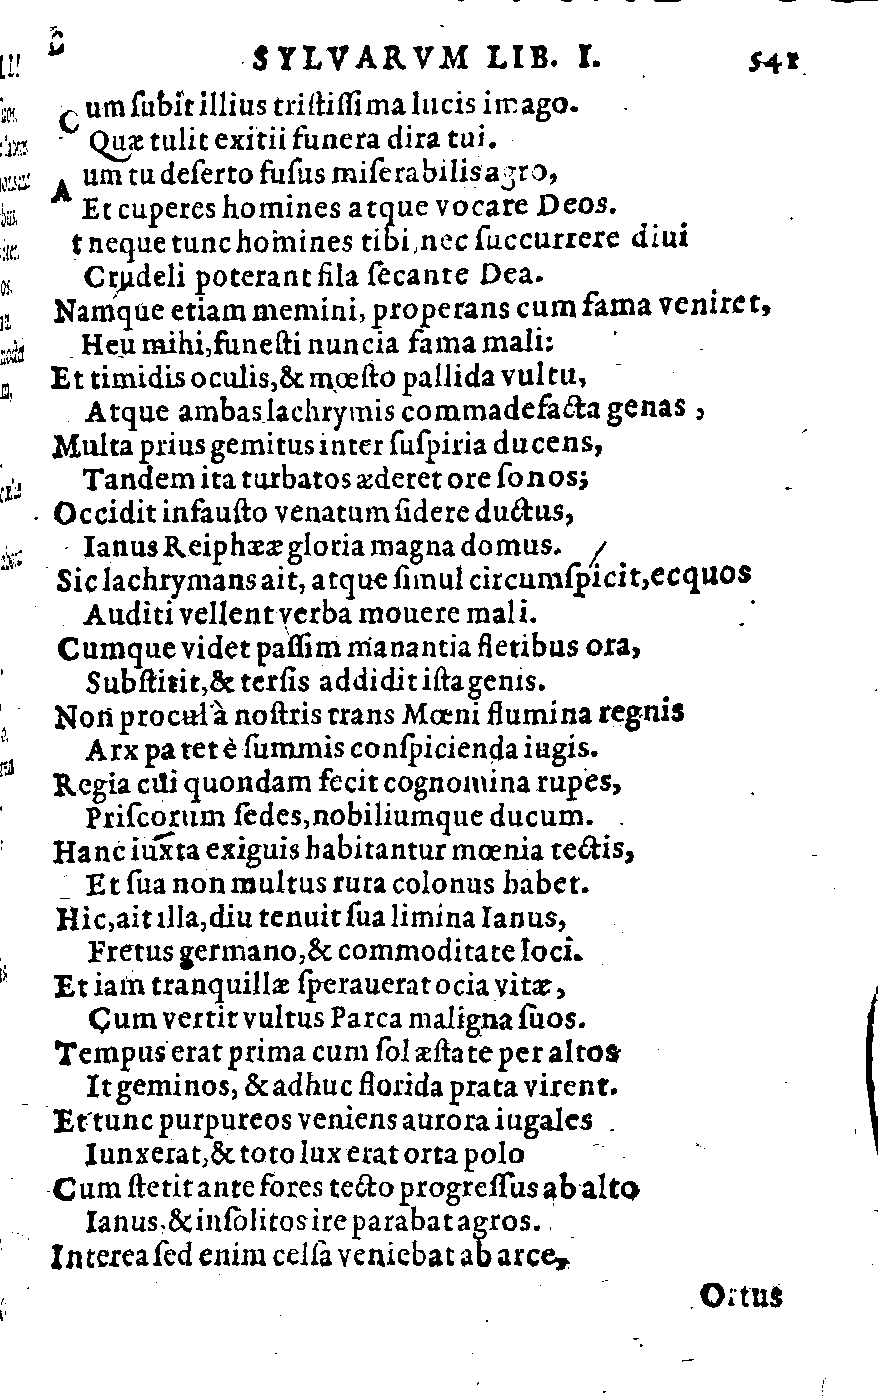 SYLVARVM LIB. I. 541
Cum ſubit illius triſtiſſima lucis imago.
Quæ tulit exitii funera dira tui.
um tu deſerto fuſus miſerabilis agro,
Et cuperes homines atque vocare Deos.
At neque tunc homines tibi, nec ſuccurrere diui
Crudeli poterant fila ſecante Dea.
Namque etiam memini, properans cum fama veniret,
Heu mihi, funeſti nuncia fama mali:
Et timidis oculis, & mœſto pallida vultu,
Atque ambas lachrymis commadefacta genas,
Multa prius gemitus inter ſuſpiria ducens,
Tandem ita turbatos æderet ore ſonos;
Occidit infauſto venatum ſidere ductus,
Ianus Reiphææ gloria magna domus.
Sic lachrymans ait, atque ſimul circumſpicit, ecquos
Auditi vellent verba mouere mali.
Cumque videt paſſim manantia fletibus ora,
Subſtitit, & terſis addidit iſta genis.
Non procul à noſtris trans Mœni flumina regnis
Arx patet è ſummis conſpicienda iugis.
Regia cui quondam fecit cognomina rupes,
Priſcorum ſedes, nobiliumque ducum.
Hanc iuxta exiguis habitantur mœnia tectis,
Et ſua non multus rura colonus habet.
Hic, ait illa, diu tenuit ſua limina Ianus,
Fretus germano, & commoditate loci.
Et iam tranquillæ ſperauerat ocia vitæ,
Cum vertit vultus Parca maligna ſuos.
Tempus erat prima cum ſol æſtate per altos
It geminos, & adhuc florida prata virent.
Et tunc purpureos veniens aurora iugales
Iunxerat, & toto lux erat orta polo
Cum ſtetit ante fores tecto progreſſus ab alto
Ianus, & inſolitos ire parabat agros.
Interea ſed enim celſa veniebat ab arce,
Ortus